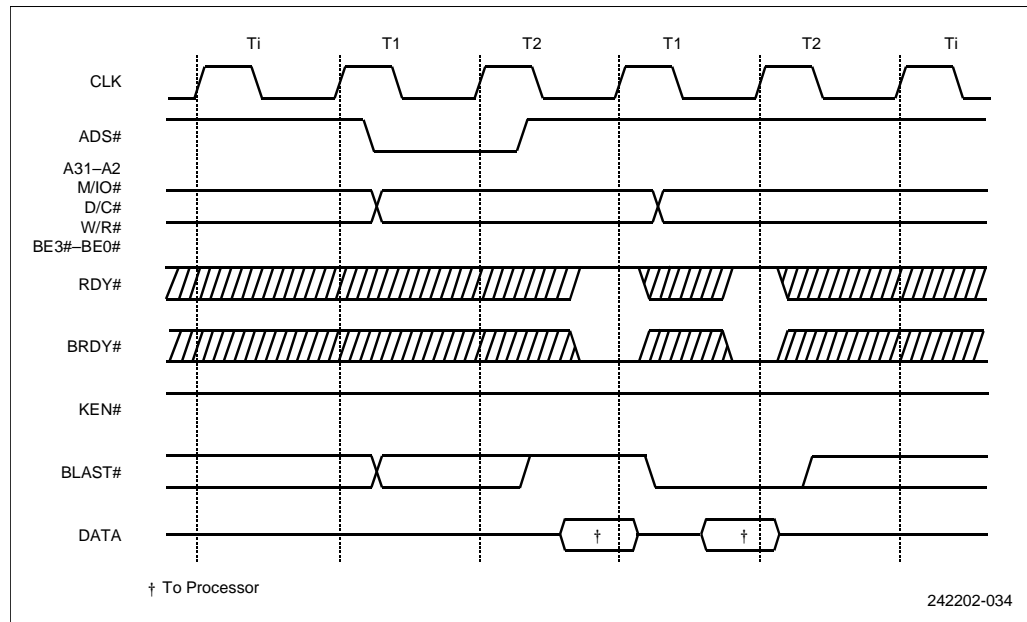 Ti T1 T2 T1 T2 Ti
CLK
ADS#
A31–A2
M/IO#
D/C#
W/R#
BE3#–BE0#
RDY#
BRDY#
KEN#
BLAST#
DATA † †
† To Processor
242202-034